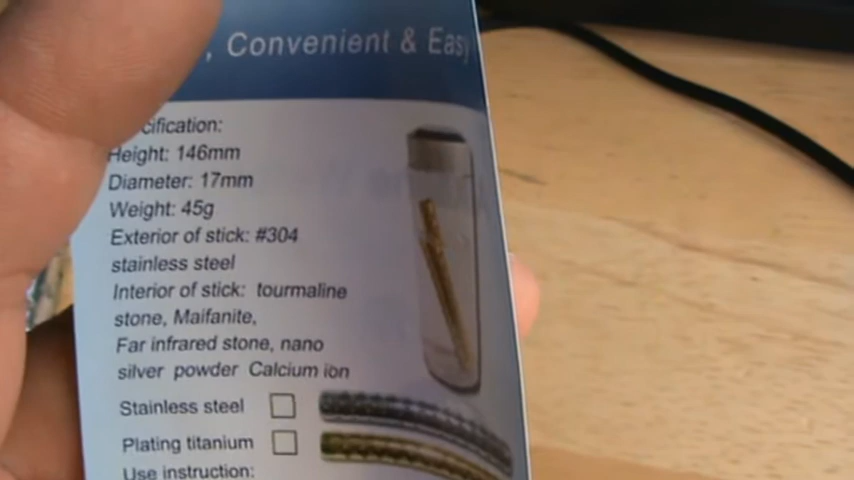 , Convenient & Easy
cification:
Height: 146mm
Diameter: 17mm
Weight: 45g
Exterior of stick: #304
stainless steel
Interior of stick: tourmaline
stone, Maifanite,
Far infrared stone, nano
silver powder Calcium ion
Stainless steel
Plating titanium
Use instruction: